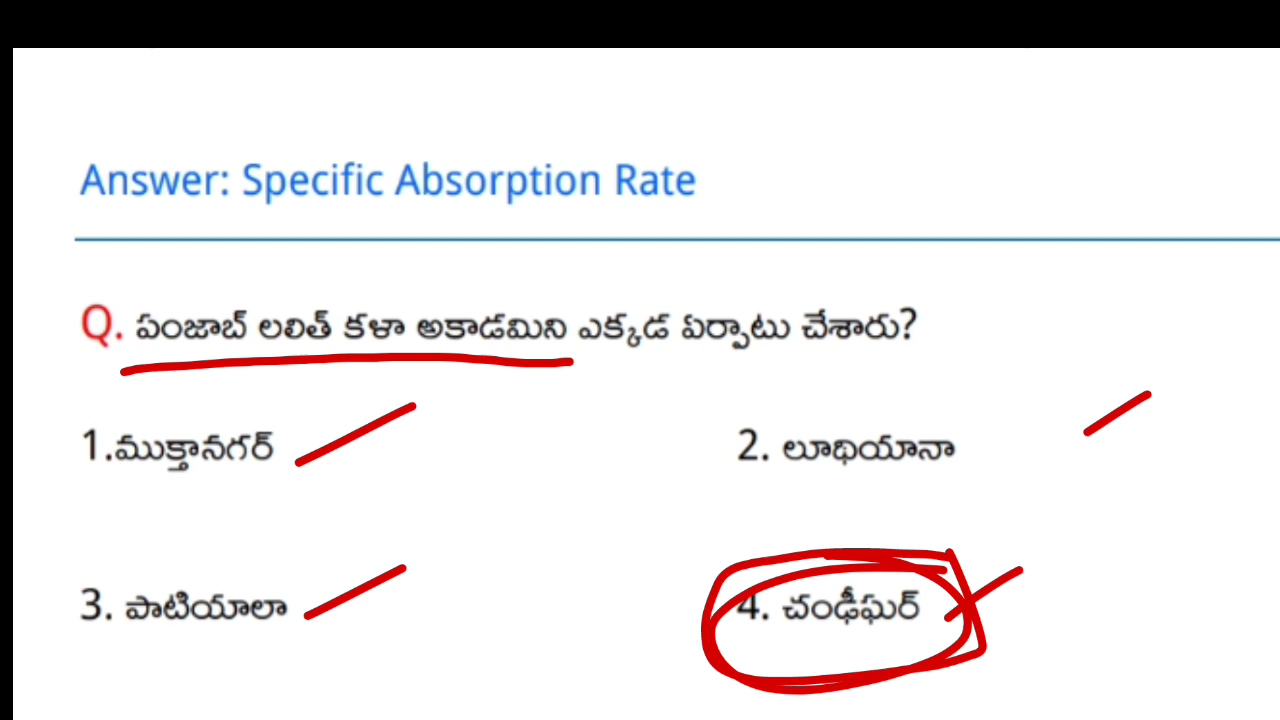 Answer: Specific Absorption Rate
Q. పంజాబ్ లలిత్ కళా అకాడమిని ఎక్కడ ఏర్పాటు చేశారు?
1.ముక్తానగర్ 2. లూథియానా
3. పాటియాలా 4. చండీఘర్